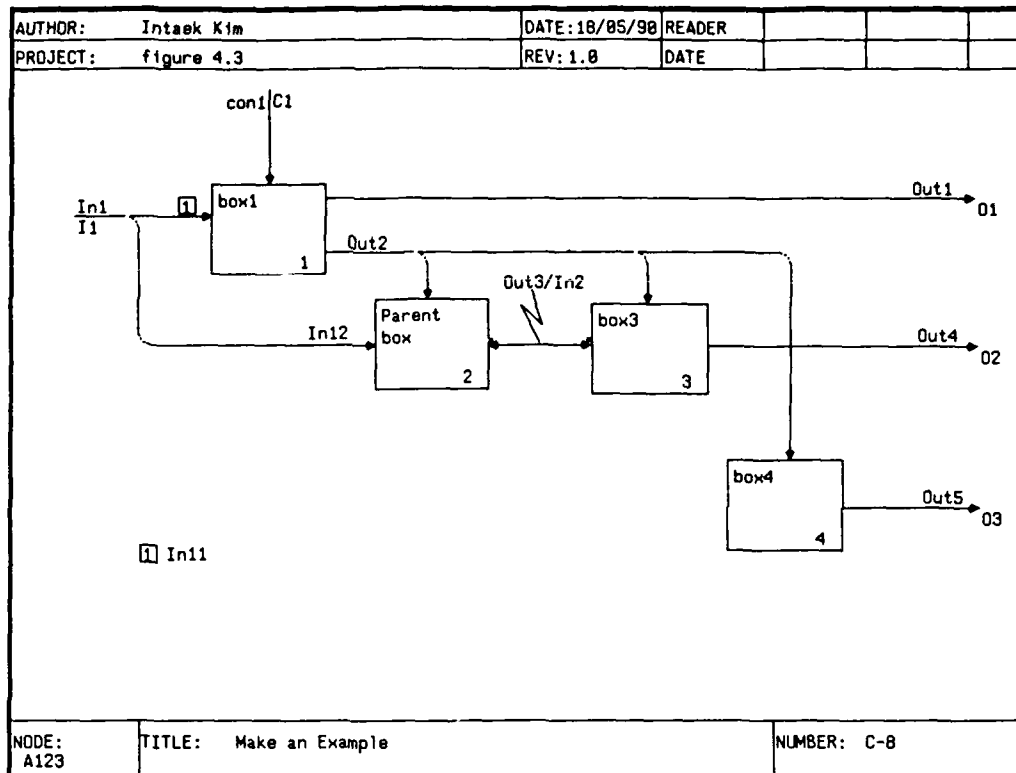 AUTHOR: Intaek Kim DATE:18/05/90 READER
PROJECT: figure 4.3 REV:1.0 DATE
con1 C1
In1 1 box1 Out1
I1 O1
Out2
1
Out3/In2
Parent box3
box In12 Out4
O2
2 3
box4
Out5
O3
4
1 In11
NODE: TITLE: Make an Example NUMBER: C-8
A123